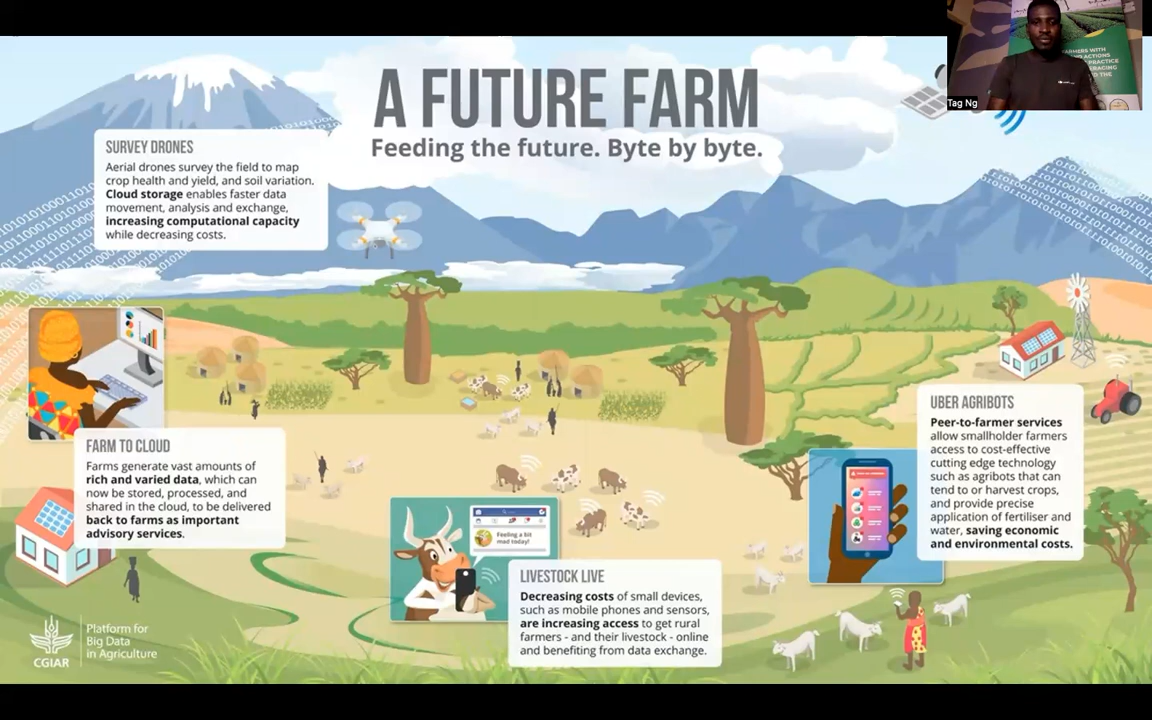 A FUTURE FARM
Feeding the future. Byte by byte.
SURVEY DRONES
Aerial drones survey the field to map
crop health and yield, and soil variation.
Cloud storage enables faster data
movement, analysis and exchange,
increasing computational capacity
while decreasing costs.
FARM TO CLOUD
Farms generate vast amounts of
rich and varied data, which can
now be stored, processed, and
shared in the cloud, to be delivered
back to farms as important
advisory services.
Feeling a bit
mad today!
LIVESTOCK LIVE
Decreasing costs of small devices,
such as mobile phones and sensors,
are increasing access to get rural
farmers - and their livestock - online
and benefiting from data exchange.
UBER AGRIBOTS
Peer-to-farmer services
allow smallholder farmers
access to cost-effective
cutting edge technology
such as agribots that can
tend to or harvest crops,
and provide precise
application of fertiliser and
water, saving economic
and environmental costs.
CGIAR
Platform for
Big Data
in Agriculture
Tag Ng
ARMERS WITH
ACTIONS
PRACTICE
ERAGING
THE